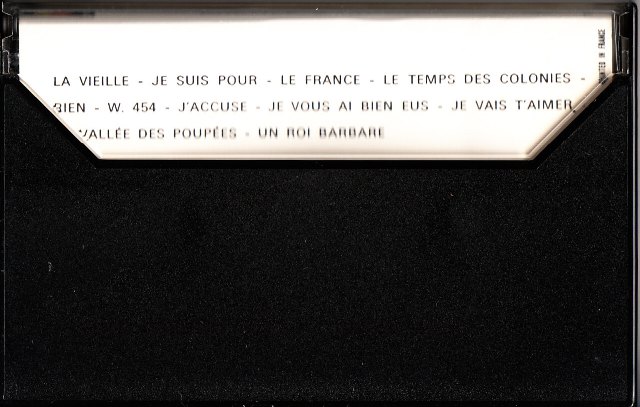 LA VIEILLE - JE SUIS POUR - LE FRANCE - LE TEMPS DES COLONIES -
BIEN - W. 454 - J'ACCUSE - JE VOUS AI BIEN EUS - JE VAIS T'AIMER
VALLÉE DES POUPÉES - UN ROI BARBARE
IN FRANCE